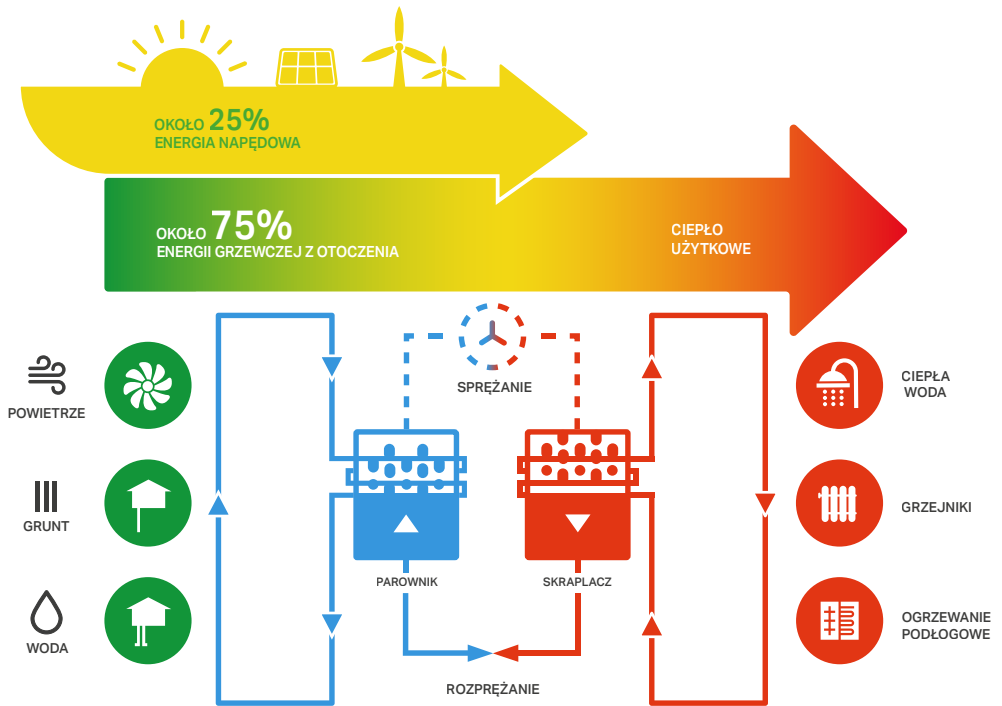 OKOŁO 25%
ENERGIA NAPĘDOWA
OKOŁO 75%
ENERGII GRZEWCZEJ Z OTOCZENIA
CIEPŁO
UŻYTKOWE
SPRĘŻANIE
POWIETRZE
CIEPŁA
WODA
GRUNT
GRZEJNIKI
PAROWNIK
SKRAPLACZ
WODA
OGRZEWANIE
PODŁOGOWE
ROZPRĘŻANIE